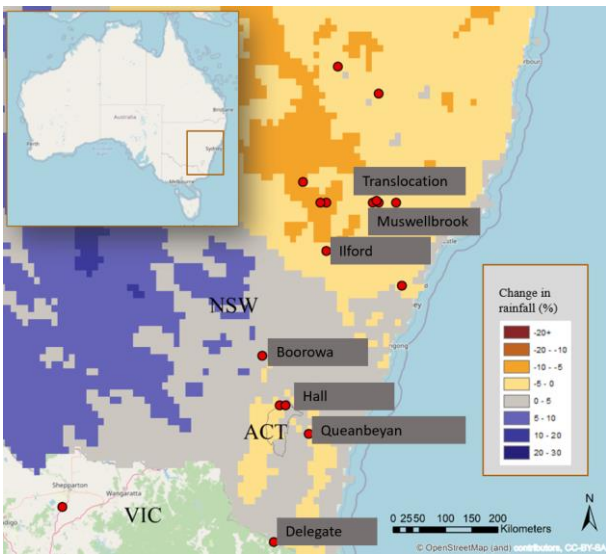 Australia
Brisbane
Perth
Sydney
Melbourne
arbour
Translocation
Muswellbrook
Ilford
NSW
Boorowa
Hall
ACT
Queanbeyan
Shepparton
Wangaratta
VIC
Delegate
Change in
rainfall (%)
-20+
-20 - -10
-10 - -5
-5 - 0
0 - 5
5 - 10
10 - 20
20 - 30
N
0 25 50 100 150 200
Kilometers
© OpenStreetMap (and) contributors, CC-BY-SA